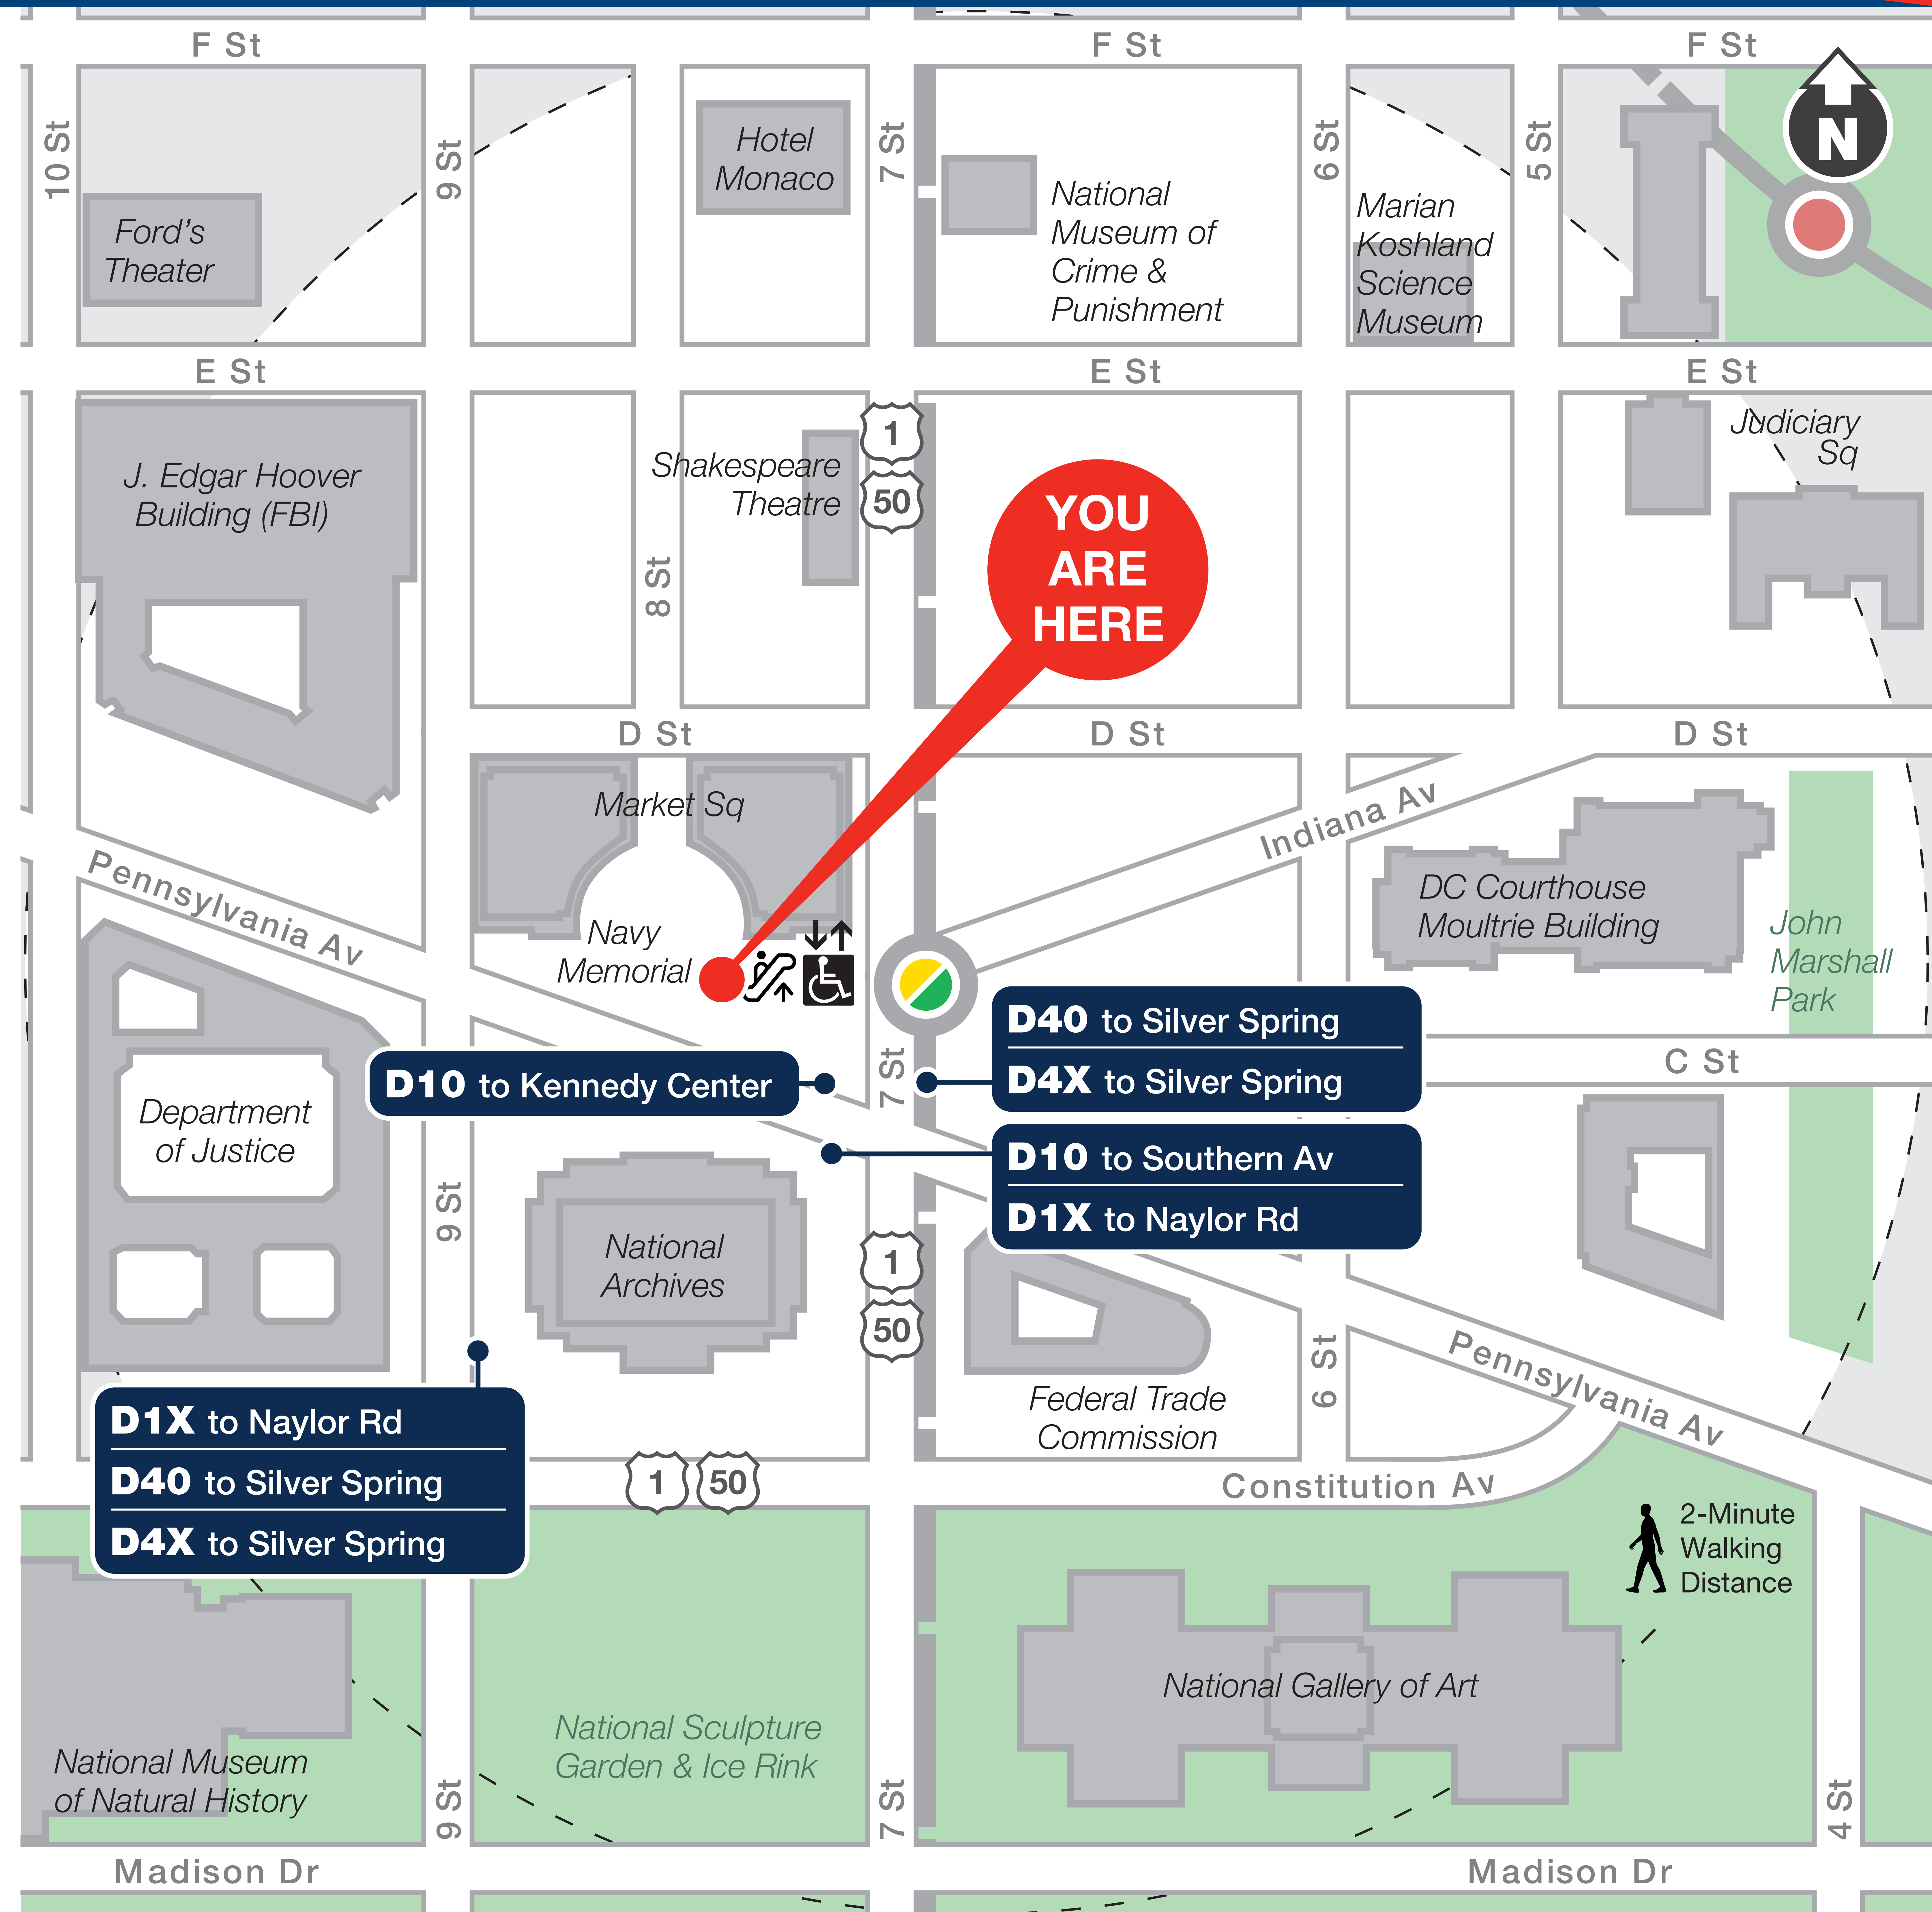 F St
F St
F St
N
10 St
9 St
7 St
6 St
5 St
Hotel
Monaco
Ford's
Theater
National
Museum of
Crime &
Punishment
Marian
Koshland
Science
Museum
E St
E St
E St
J. Edgar Hoover
Building (FBI)
Shakespeare
Theatre
1
50
8 St
YOU
ARE
HERE
Judiciary
Sq
D St
D St
D St
Market Sq
Indiana Av
Pennsylvania Av
Navy
Memorial
DC Courthouse
Moultrie Building
John
Marshall
Park
D40 to Silver Spring
D4X to Silver Spring
D10 to Kennedy Center
7 St
C St
Department
of Justice
D10 to Southern Av
D1X to Naylor Rd
9 St
National
Archives
1
50
6 St
Pennsylvania Av
Federal Trade
Commission
D1X to Naylor Rd
D40 to Silver Spring
D4X to Silver Spring
1
50
Constitution Av
2-Minute
Walking
Distance
National Gallery of Art
National Sculpture
Garden & Ice Rink
National Museum
of Natural History
9 St
7 St
4 St
Madison Dr
Madison Dr